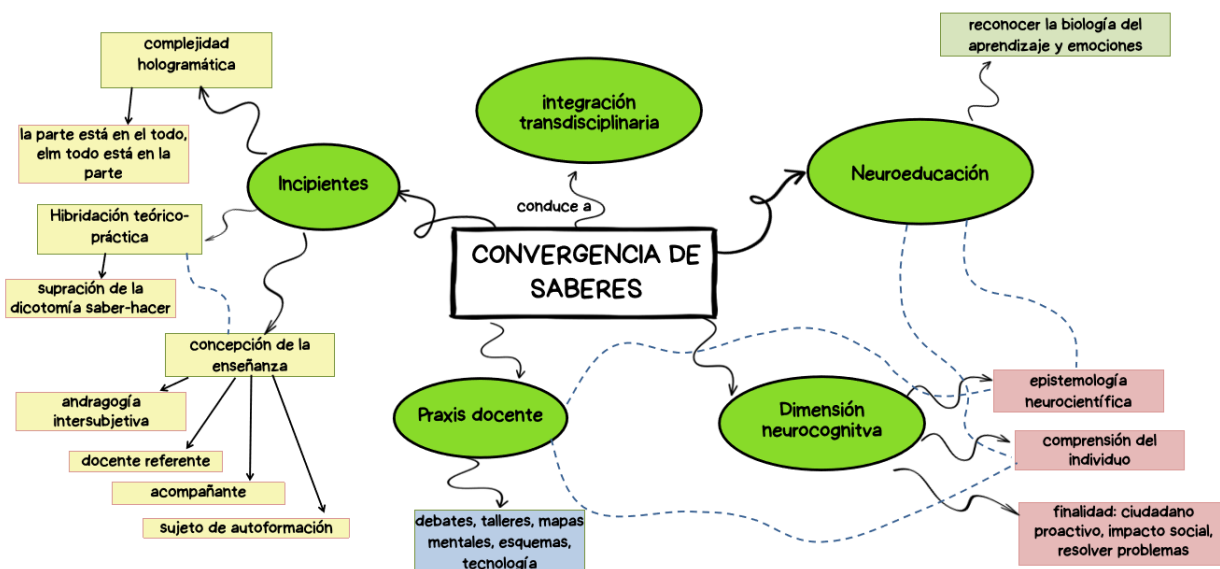 reconocer la biología del
aprendizaje y emociones
complejidad
hologramática
integración
transdisciplinaria
la parte está en el todo,
elm todo está en la
parte
Incipientes
Neuroeducación
conduce a
Hibridación teórico-
práctica
CONVERGENCIA DE
SABERES
supración de la
dicotomía saber-hacer
concepción de la
enseñanza
andragogía
intersubjetiva
docente referente
acompañante
sujeto de autoformación
Praxis docente
debates, talleres, mapas
mentales, esquemas,
tecnología
Dimensión
neurocognitva
epistemología
neurocientífica
comprensión del
individuo
finalidad: ciudadano
proactivo, impacto social,
resolver problemas